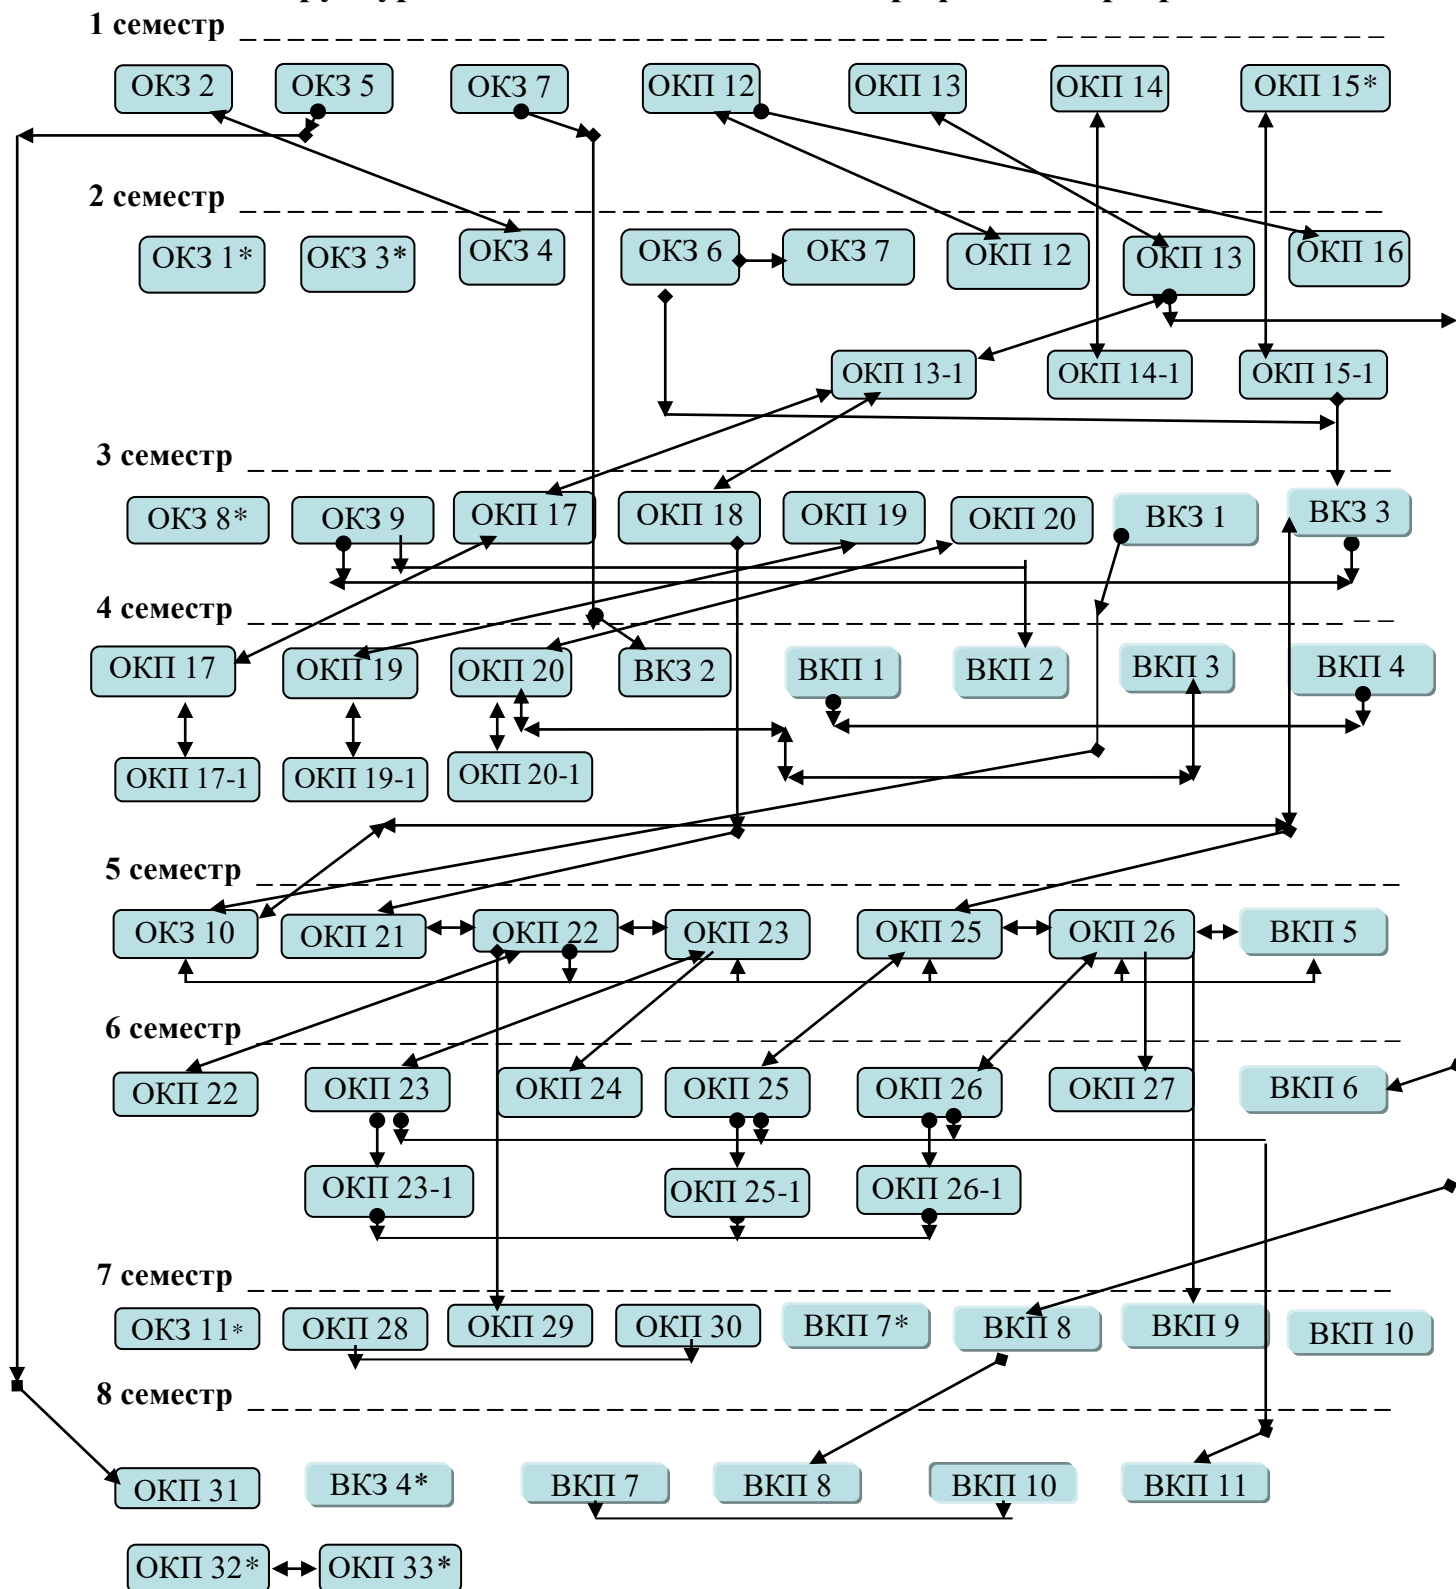 1 семестр
ОКЗ 2 ОКЗ 5 ОКЗ 7 ОКП 12 ОКП 13 ОКП 14 ОКП 15*
2 семестр
ОКЗ 1* ОКЗ 3* ОКЗ 4 ОКЗ 6 ОКЗ 7 ОКП 12 ОКП 13 ОКП 16
ОКП 13-1 ОКП 14-1 ОКП 15-1
3 семестр
ОКЗ 8* ОКЗ 9 ОКП 17 ОКП 18 ОКП 19 ОКП 20 ВКЗ 1 ВКЗ 3
4 семестр
ОКП 17 ОКП 19 ОКП 20 ВКЗ 2 ВКП 1 ВКП 2 ВКП 3 ВКП 4
ОКП 17-1 ОКП 19-1 ОКП 20-1
5 семестр
ОКЗ 10 ОКП 21 ОКП 22 ОКП 23 ОКП 25 ОКП 26 ВКП 5
6 семестр
ОКП 22 ОКП 23 ОКП 24 ОКП 25 ОКП 26 ОКП 27 ВКП 6
ОКП 23-1 ОКП 25-1 ОКП 26-1
7 семестр
ОКЗ 11* ОКП 28 ОКП 29 ОКП 30 ВКП 7* ВКП 8 ВКП 9 ВКП 10
8 семестр
ОКП 31 ВКЗ 4* ВКП 7 ВКП 8 ВКП 10 ВКП 11
ОКП 32* ОКП 33*